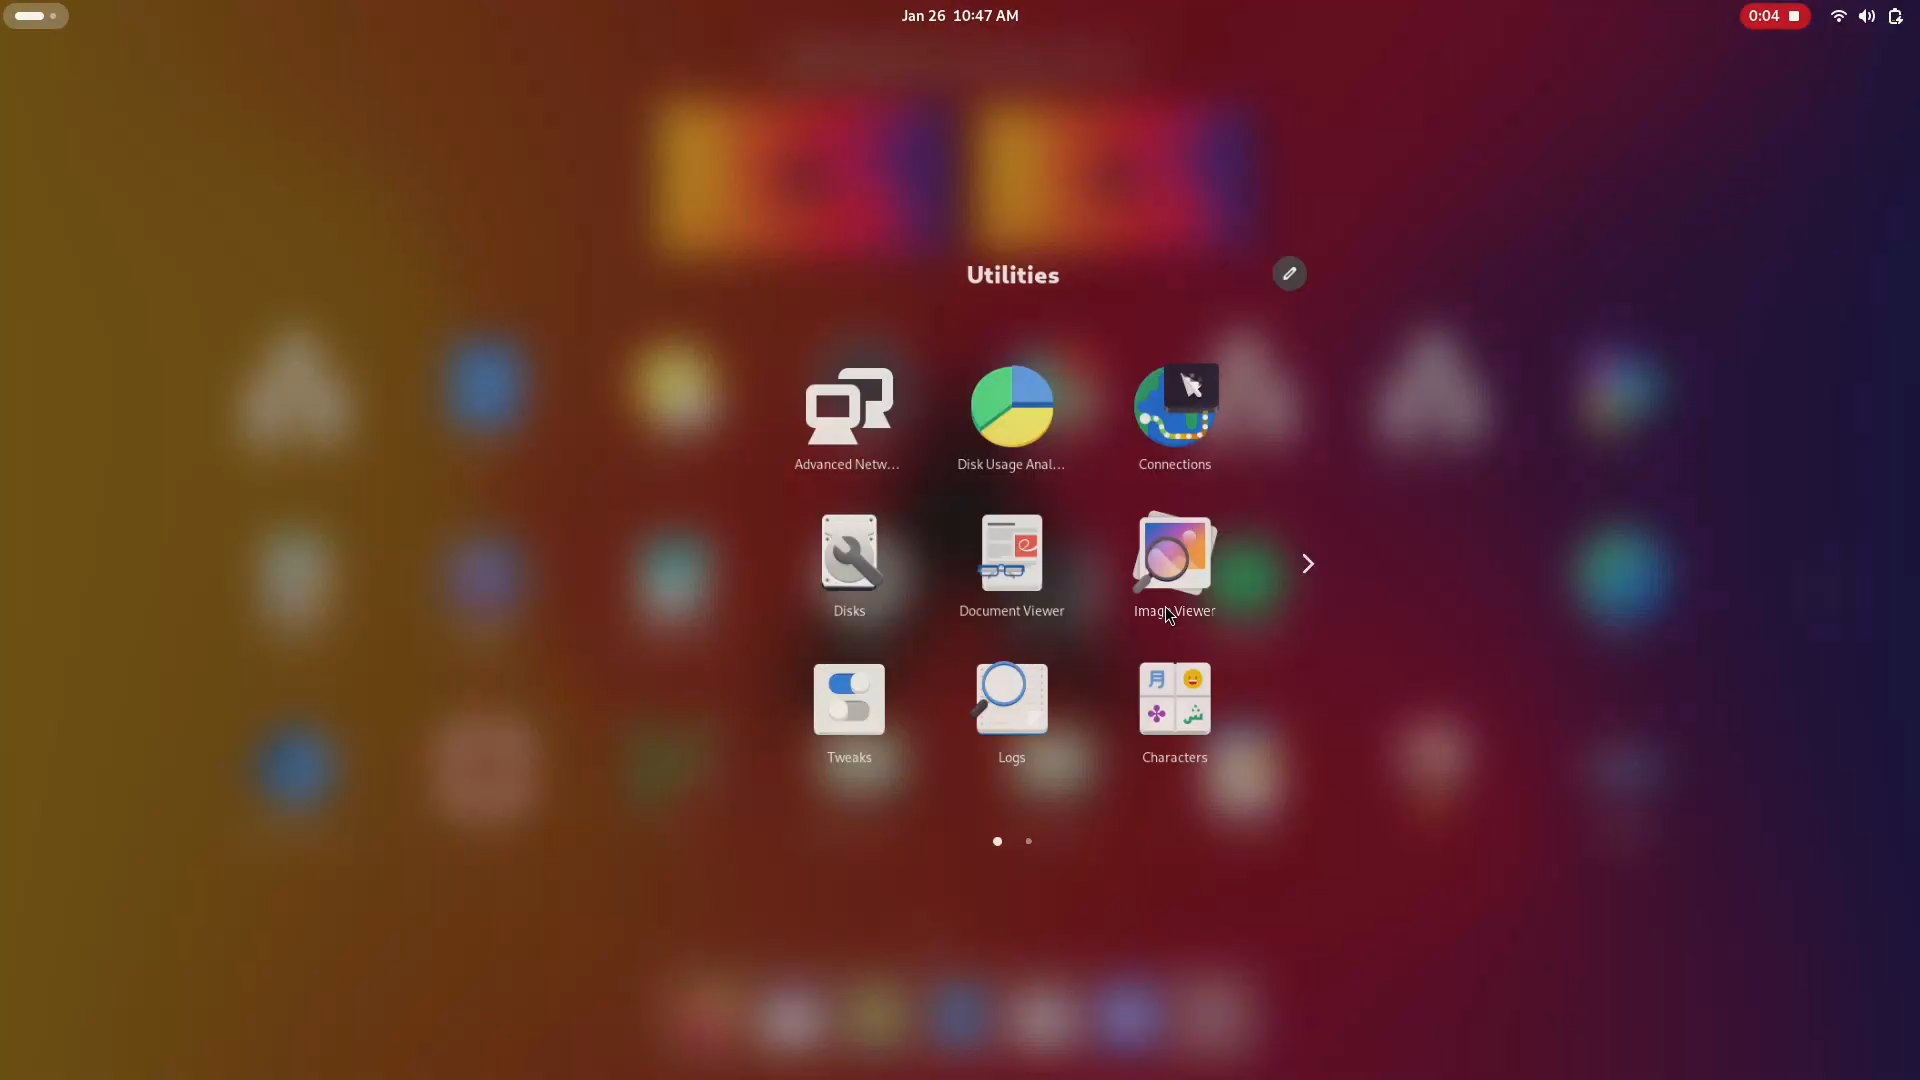 Jan 26 10:47 AM
0:04
Utilities
Advanced Netw...
Disk Usage Anal...
Connections
Disks
Document Viewer
Image Viewer
Tweaks
Logs
Characters